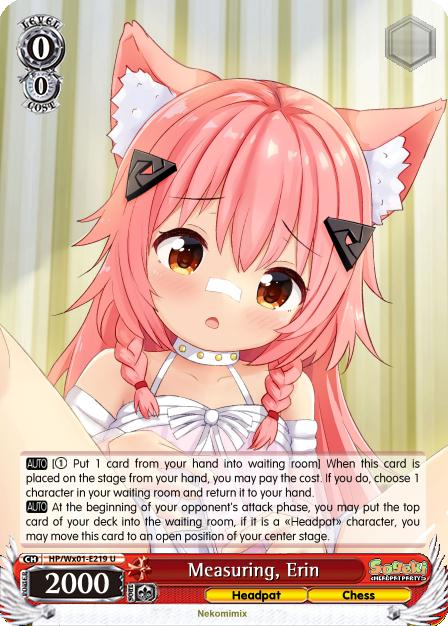 LEVEL
0
0
COST
AUTO [① Put 1 card from your hand into waiting room] When this card is
placed on the stage from your hand, you may pay the cost. If you do, choose 1
character in your waiting room and return it to your hand.
AUTO At the beginning of your opponent's attack phase, you may put the top
card of your deck into the waiting room, if it is a «Headpat» character, you
may move this card to an open position of your center stage.
CH HP/Wx01-E219 U
POWER 2000 SOUL
Measuring, Erin
Headpat Chess
Sayori
HEADPAT PARTY
Nekomimix